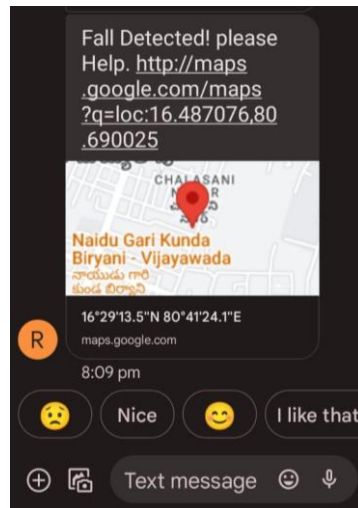 Fall Detected! please
Help. http://maps
.google.com/maps
?q=loc:16.487076,80
.690025
CHALASANI
Naidu Gari Kunda
Biryani - Vijayawada
నాయుడు గారి
కుండ బిర్యాని
16°29'13.5"N 80°41'24.1"E
maps.google.com
R
8:09 pm
Nice
I like that
Text message